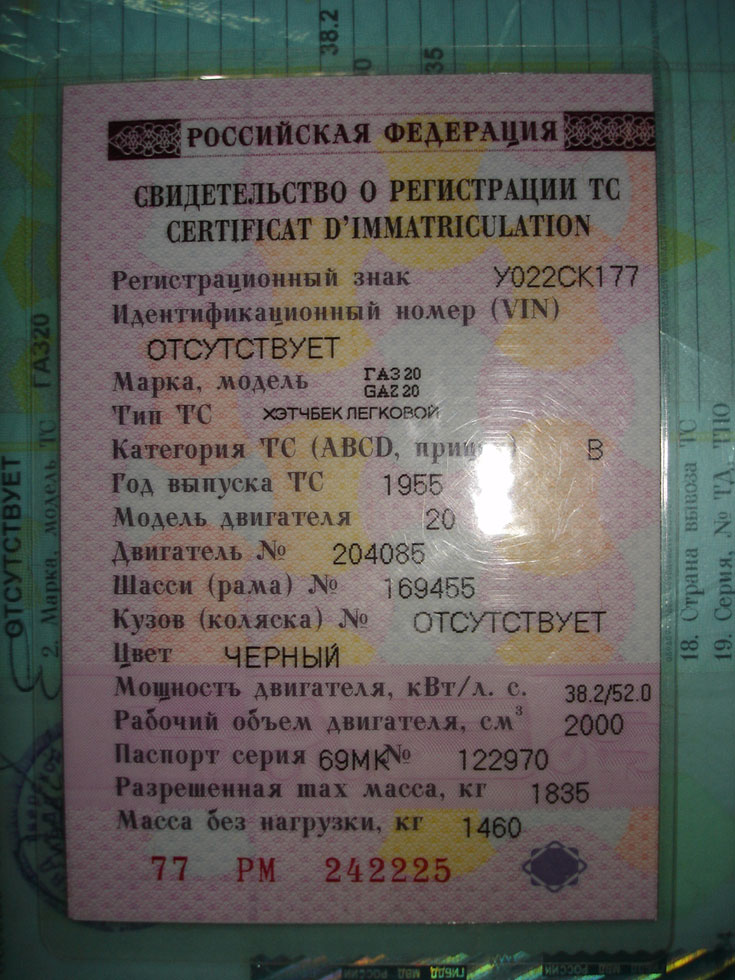 РОССИЙСКАЯ ФЕДЕРАЦИЯ
СВИДЕТЕЛЬСТВО О РЕГИСТРАЦИИ ТС
CERTIFICAT D'IMMATRICULATION
Регистрационный знак У022СК177
Идентификационный номер (VIN)
ОТСУТСТВУЕТ
Марка, модель ГАЗ 20
GAZ 20
Тип ТС ХЭТЧБЕК ЛЕГКОВОЙ
Категория ТС (ABCD, В
Год выпуска ТС 1955
Модель двигателя 20
Двигатель № 204085
Шасси (рама) № 169455
Кузов (коляска) № ОТСУТСТВУЕТ
Цвет ЧЕРНЫЙ
Мощность двигателя, кВт/л. с. 38.2/52.0
Рабочий объем двигателя, см³ 2000
Паспорт серия 69МК № 122970
Разрешенная max масса, кг 1835
Масса без нагрузки, кг 1460
77 РМ 242225
38.2
35
ОТСУТСТВУЕТ
2. Марка, модель ТС ГАЗ20
18. Страна вывоза ТС
19. Серия, № ТД, ТПО
ГИБДД МВД РОССИИ